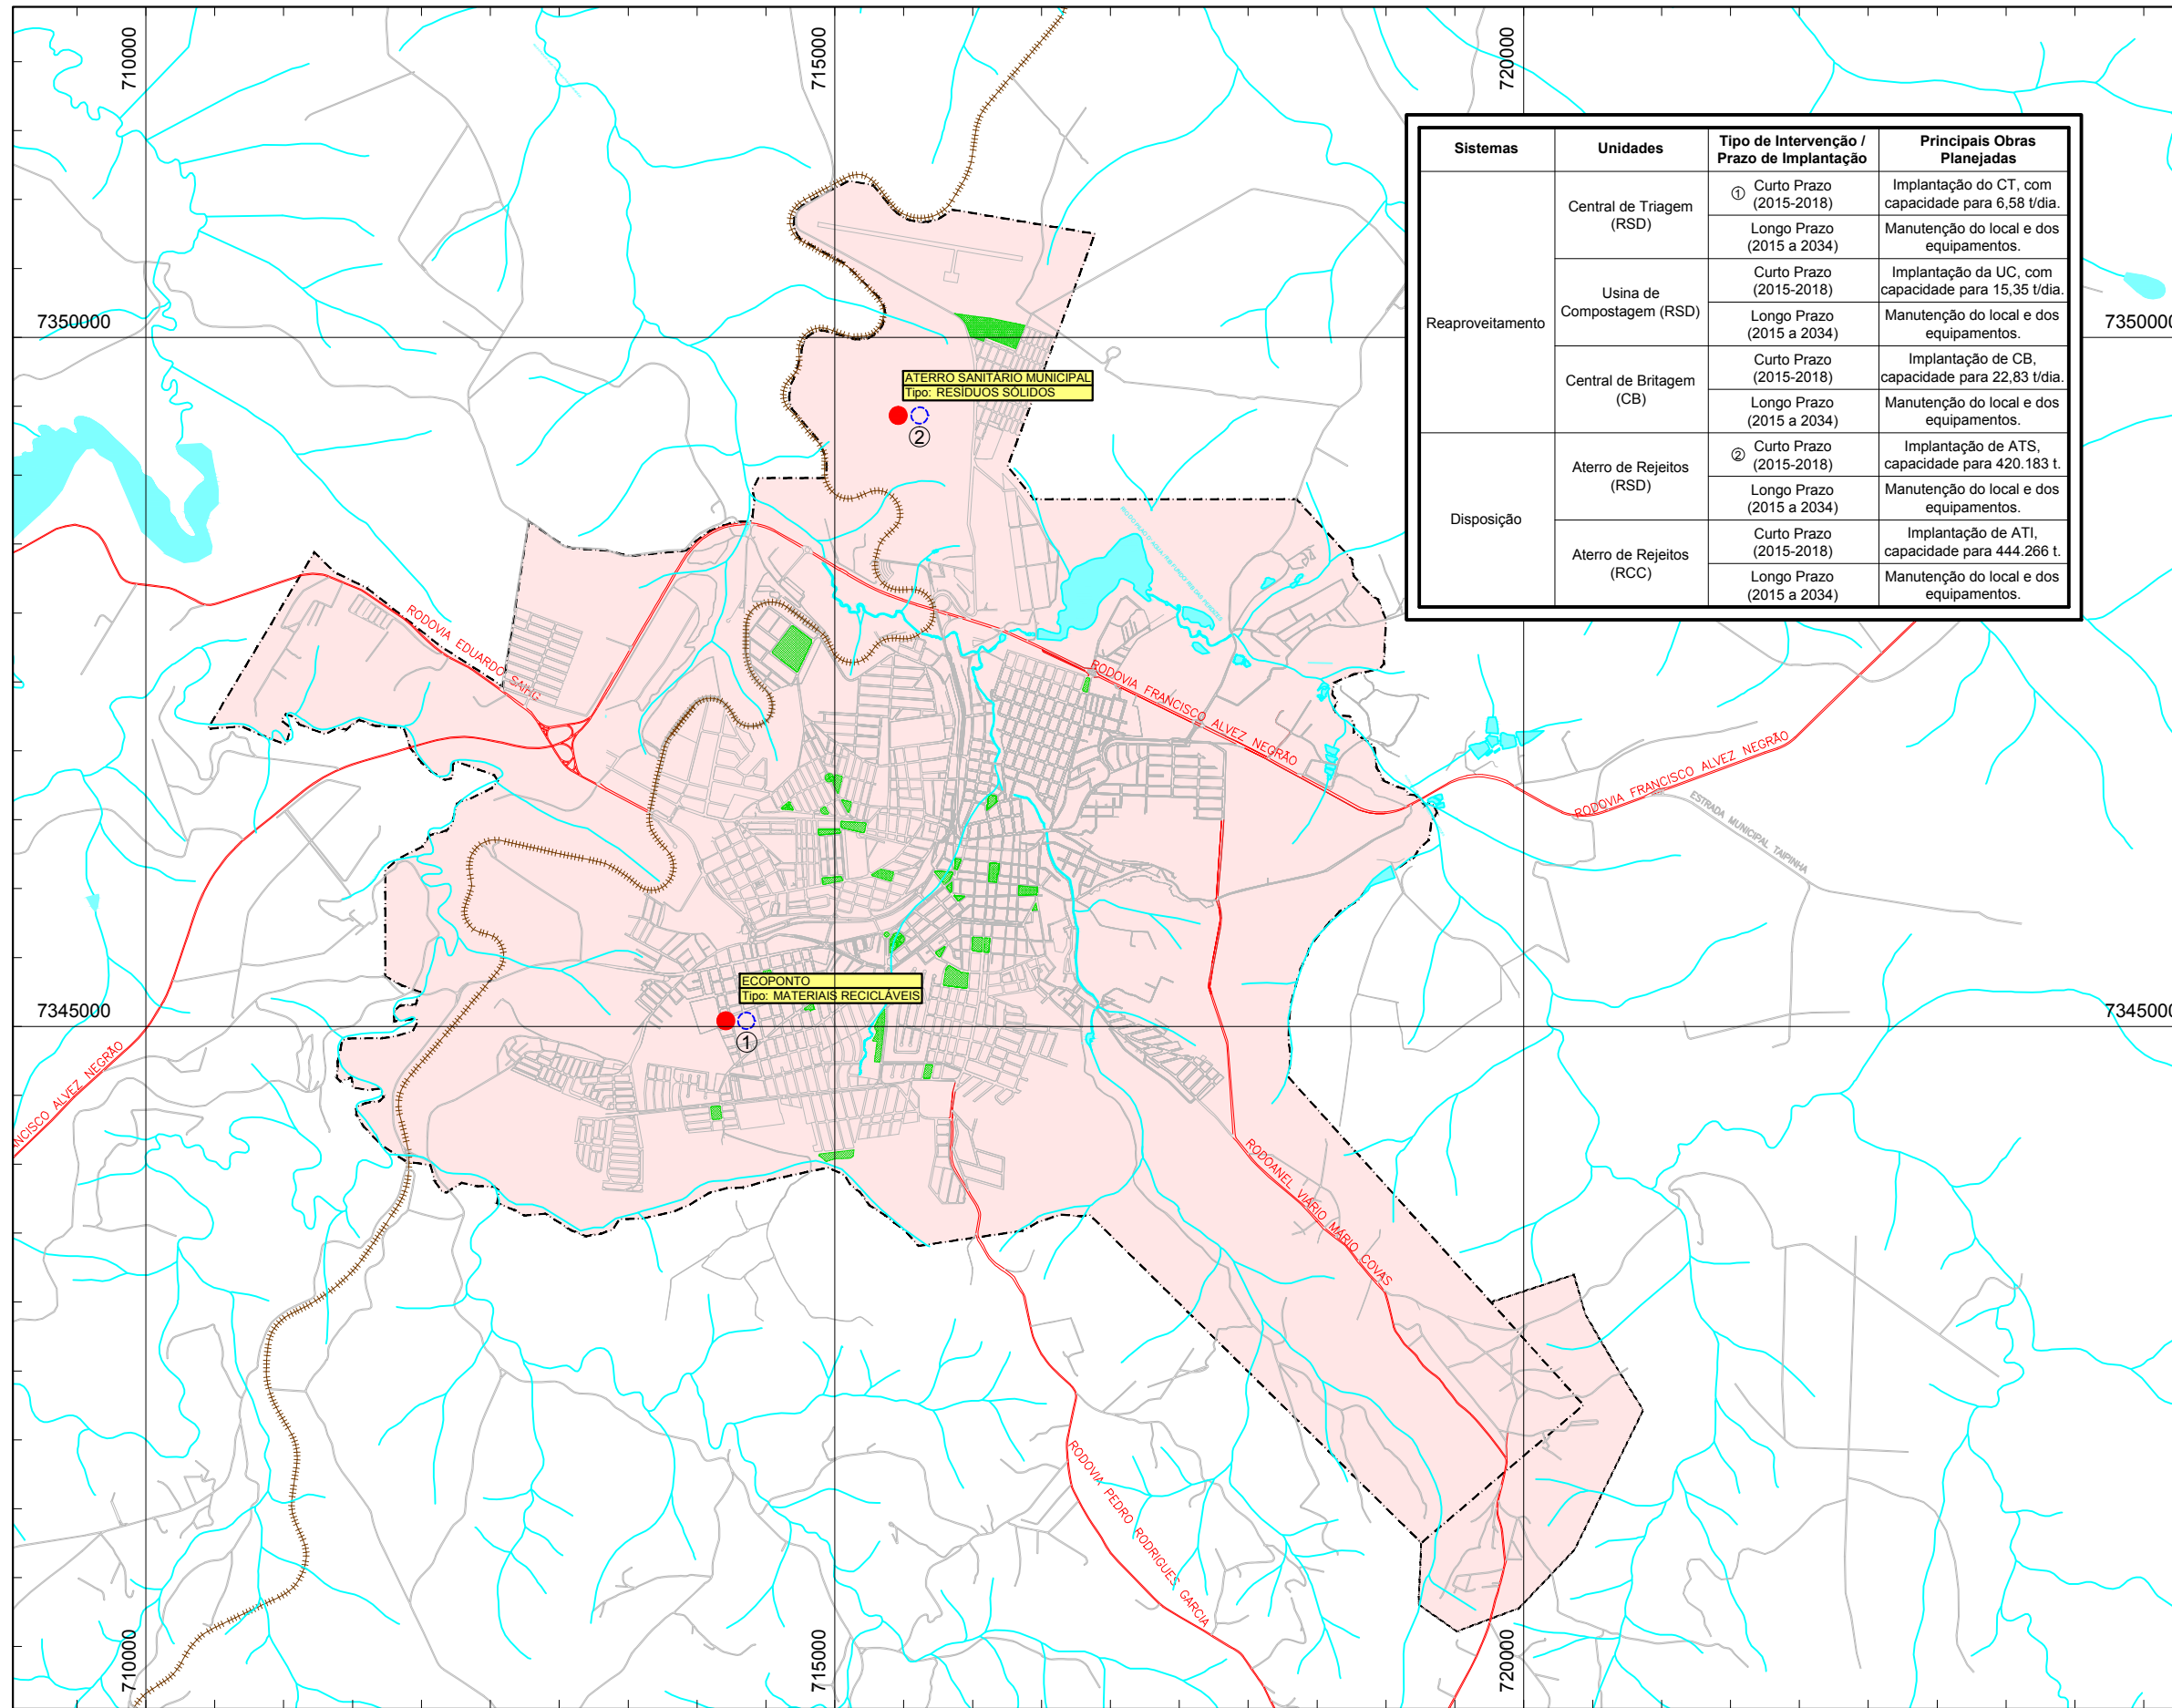 710000
715000
720000
Sistemas
Unidades
Tipo de Intervenção /
Prazo de Implantação
Principais Obras
Planejadas
Reaproveitamento
Central de Triagem
(RSD)
① Curto Prazo
(2015-2018)
Implantação do CT, com
capacidade para 6,58 t/dia.
Longo Prazo
(2015 a 2034)
Manutenção do local e dos
equipamentos.
Usina de
Compostagem (RSD)
Curto Prazo
(2015-2018)
Implantação da UC, com
capacidade para 15,35 t/dia.
Longo Prazo
(2015 a 2034)
Manutenção do local e dos
equipamentos.
Central de Britagem
(CB)
Curto Prazo
(2015-2018)
Implantação de CB,
capacidade para 22,83 t/dia.
Longo Prazo
(2015 a 2034)
Manutenção do local e dos
equipamentos.
Disposição
Aterro de Rejeitos
(RSD)
② Curto Prazo
(2015-2018)
Implantação de ATS,
capacidade para 420.183 t.
Longo Prazo
(2015 a 2034)
Manutenção do local e dos
equipamentos.
Aterro de Rejeitos
(RCC)
Curto Prazo
(2015-2018)
Implantação de ATI,
capacidade para 444.266 t.
Longo Prazo
(2015 a 2034)
Manutenção do local e dos
equipamentos.
7350000
7350000
ATERRO SANITÁRIO MUNICIPAL
Tipo: RESÍDUOS SÓLIDOS
②
RODOVIA EDUARDO SAIHG
RODOVIA FRANCISCO ALVEZ NEGRÃO
RODOVIA FRANCISCO ALVEZ NEGRÃO
ESTRADA MUNICIPAL TAIPINHA
ECOPONTO
Tipo: MATERIAIS RECICLÁVEIS
①
7345000
7345000
NCISCO ALVEZ NEGRÃO
RODOANEL VIÁRIO MÁRIO COVAS
RODOVIA PEDRO RODRIGUES GARCIA
710000
715000
720000